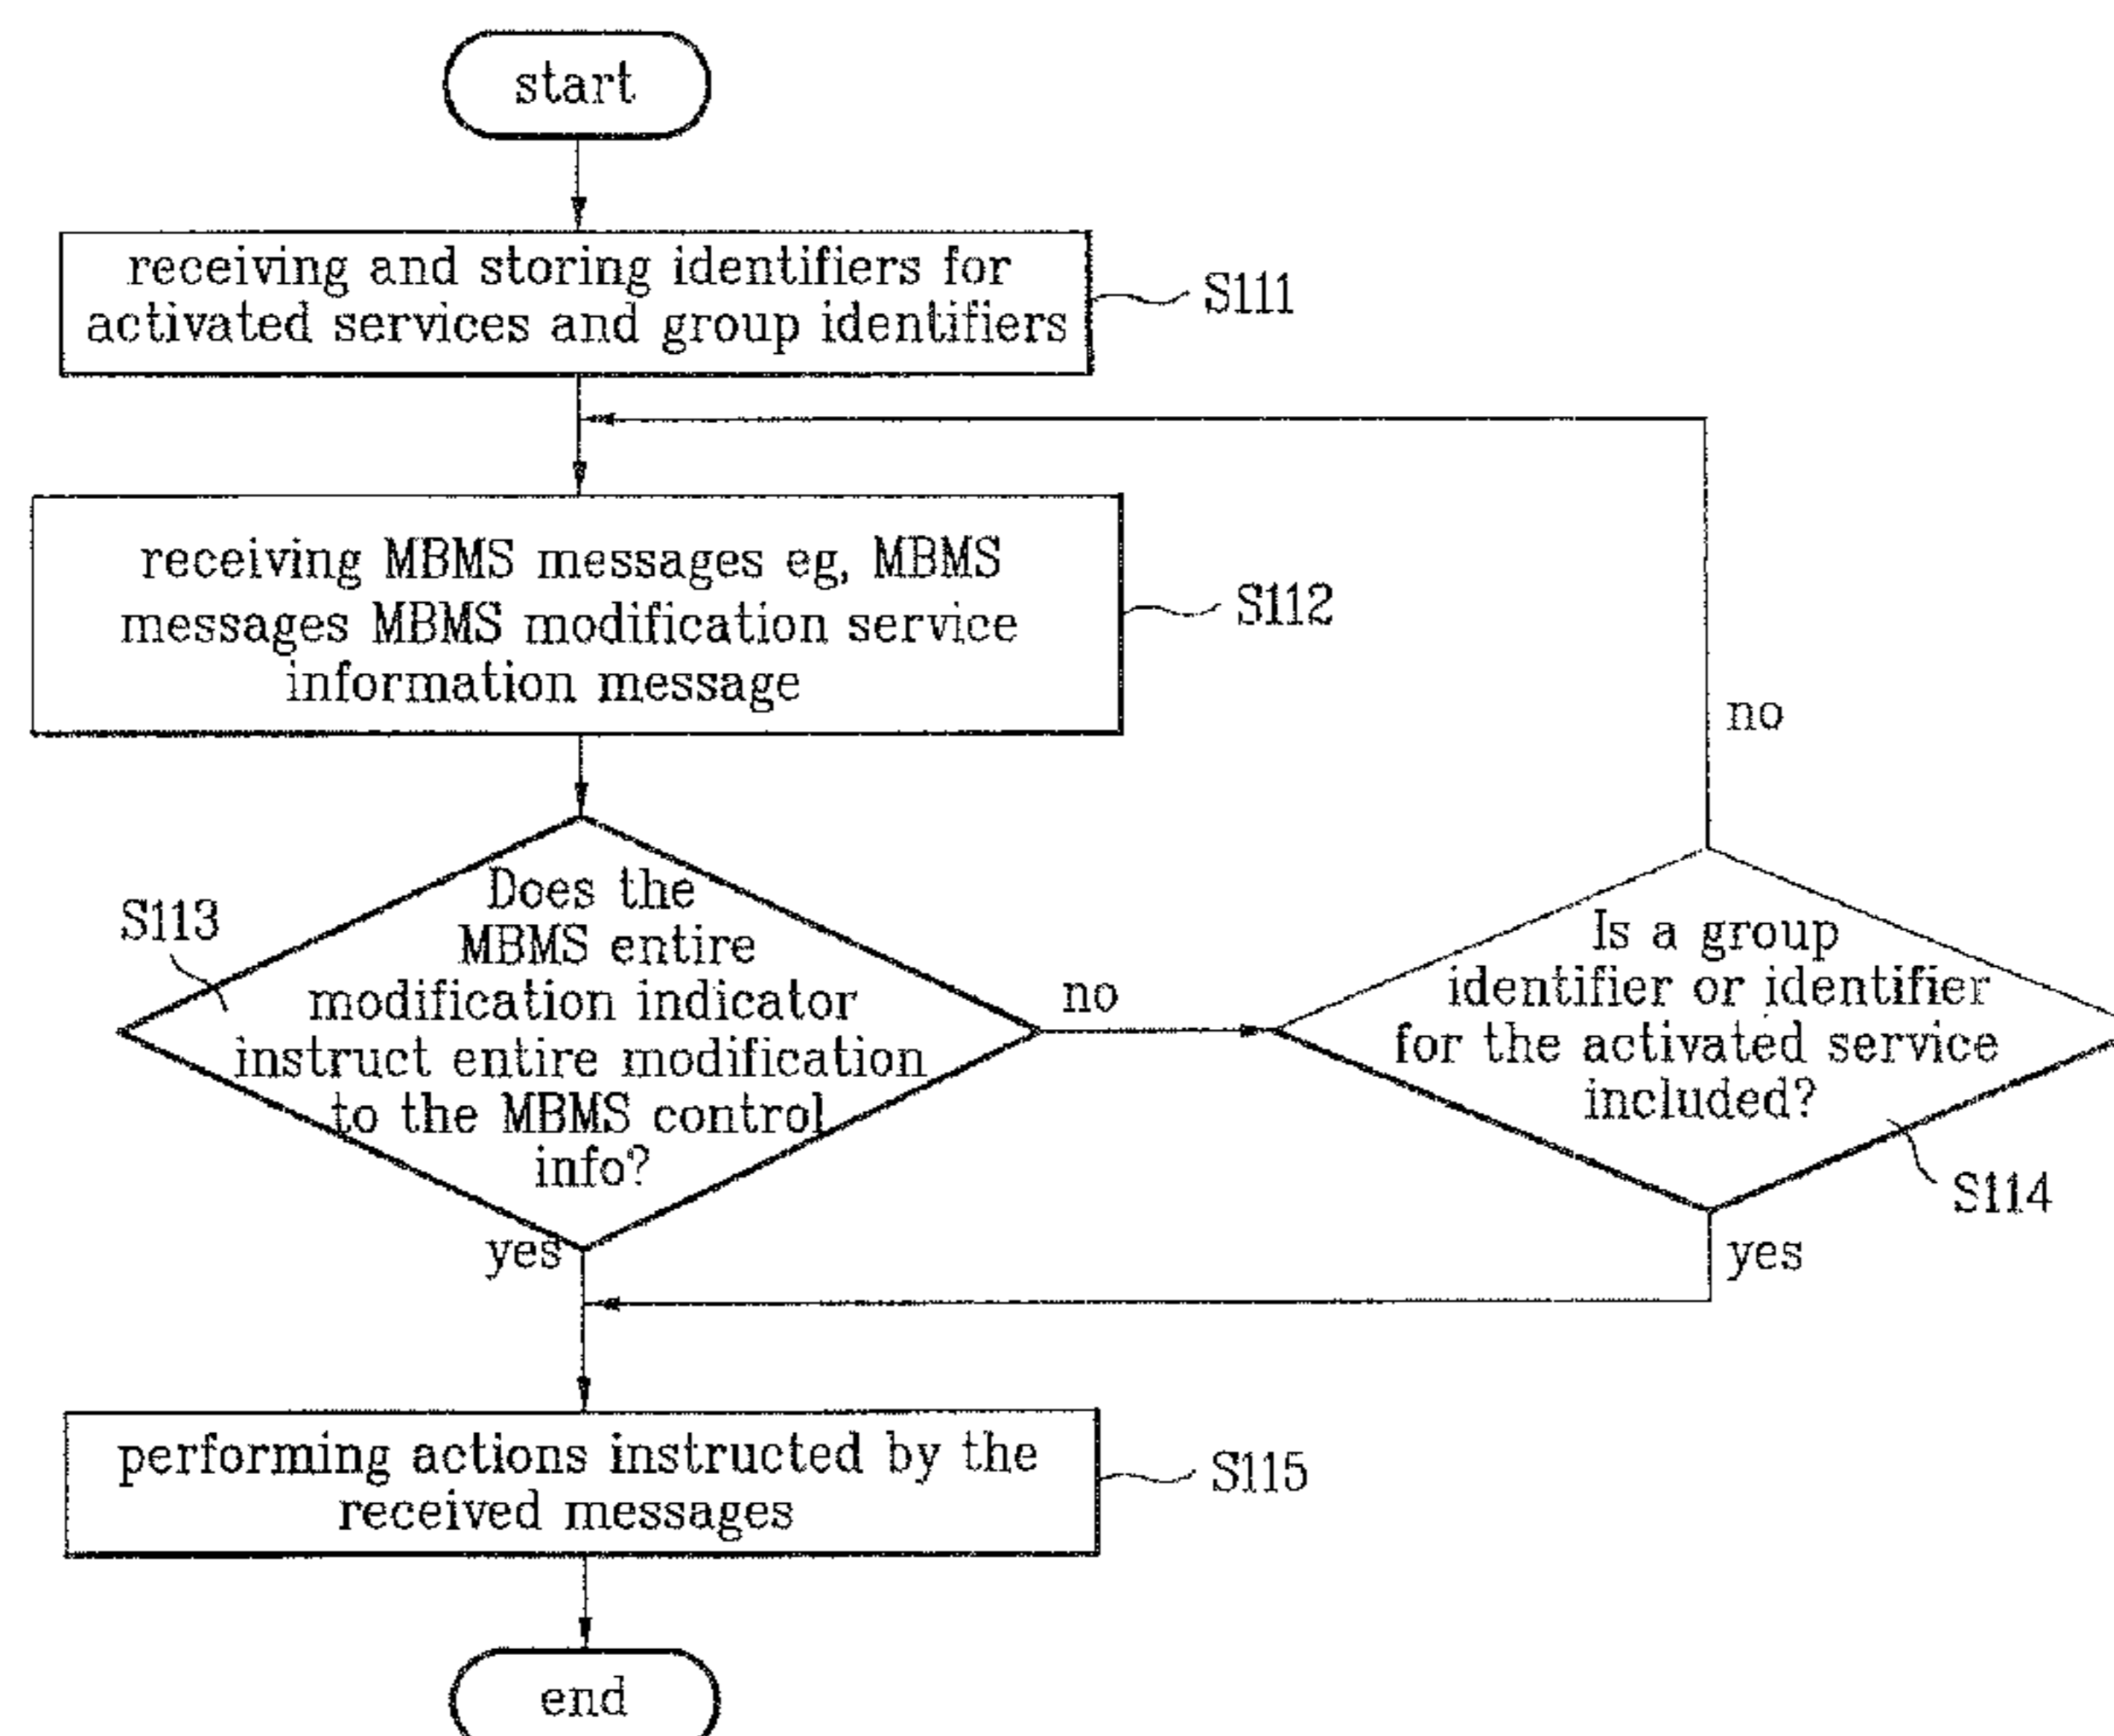 start
receiving and storing identifiers for
activated services and group identifiers
S111
receiving MBMS messages eg, MBMS
messages MBMS modification service
information message
S112
no
S113
Does the
MBMS entire
modification indicator
instruct entire modification
to the MBMS control
info?
no
Is a group
identifier or identifier
for the activated service
included?
S114
yes
yes
performing actions instructed by the
received messages
S115
end